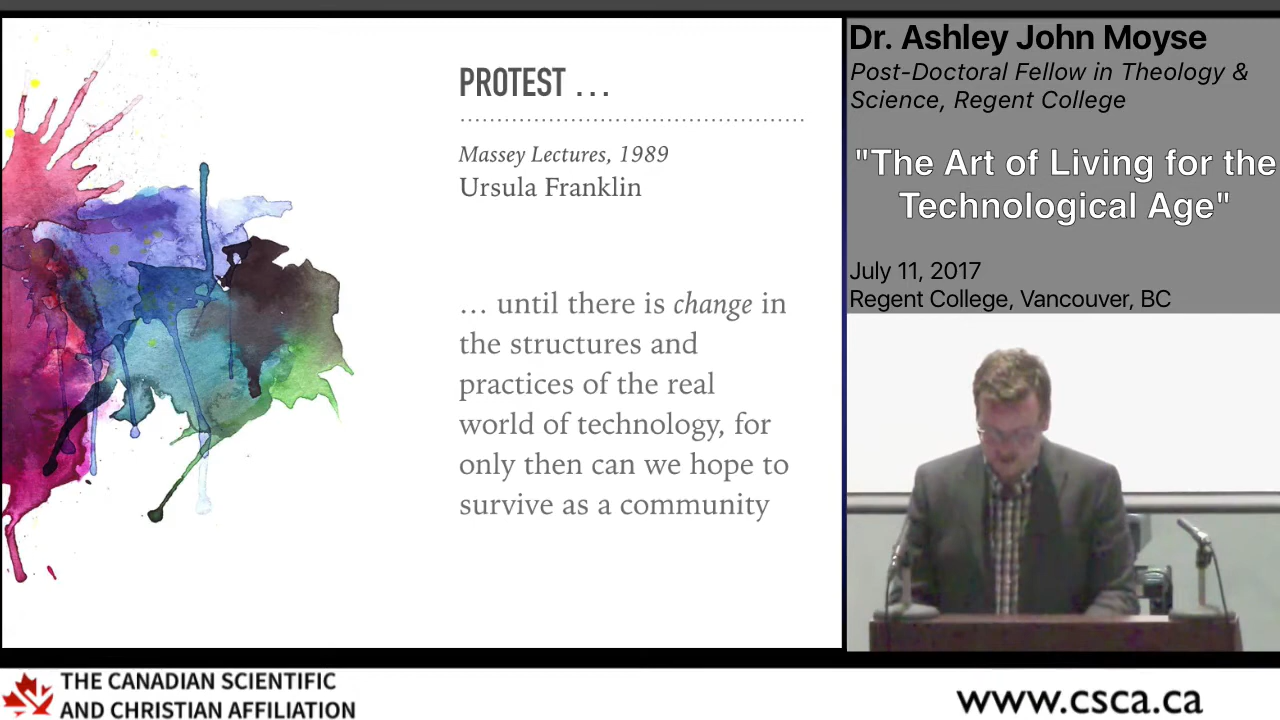 PROTEST …
Massey Lectures, 1989
Ursula Franklin
… until there is change in
the structures and
practices of the real
world of technology, for
only then can we hope to
survive as a community
Dr. Ashley John Moyse
Post-Doctoral Fellow in Theology &
Science, Regent College
"The Art of Living for the
Technological Age"
July 11, 2017
Regent College, Vancouver, BC
THE CANADIAN SCIENTIFIC
AND CHRISTIAN AFFILIATION
www.csca.ca